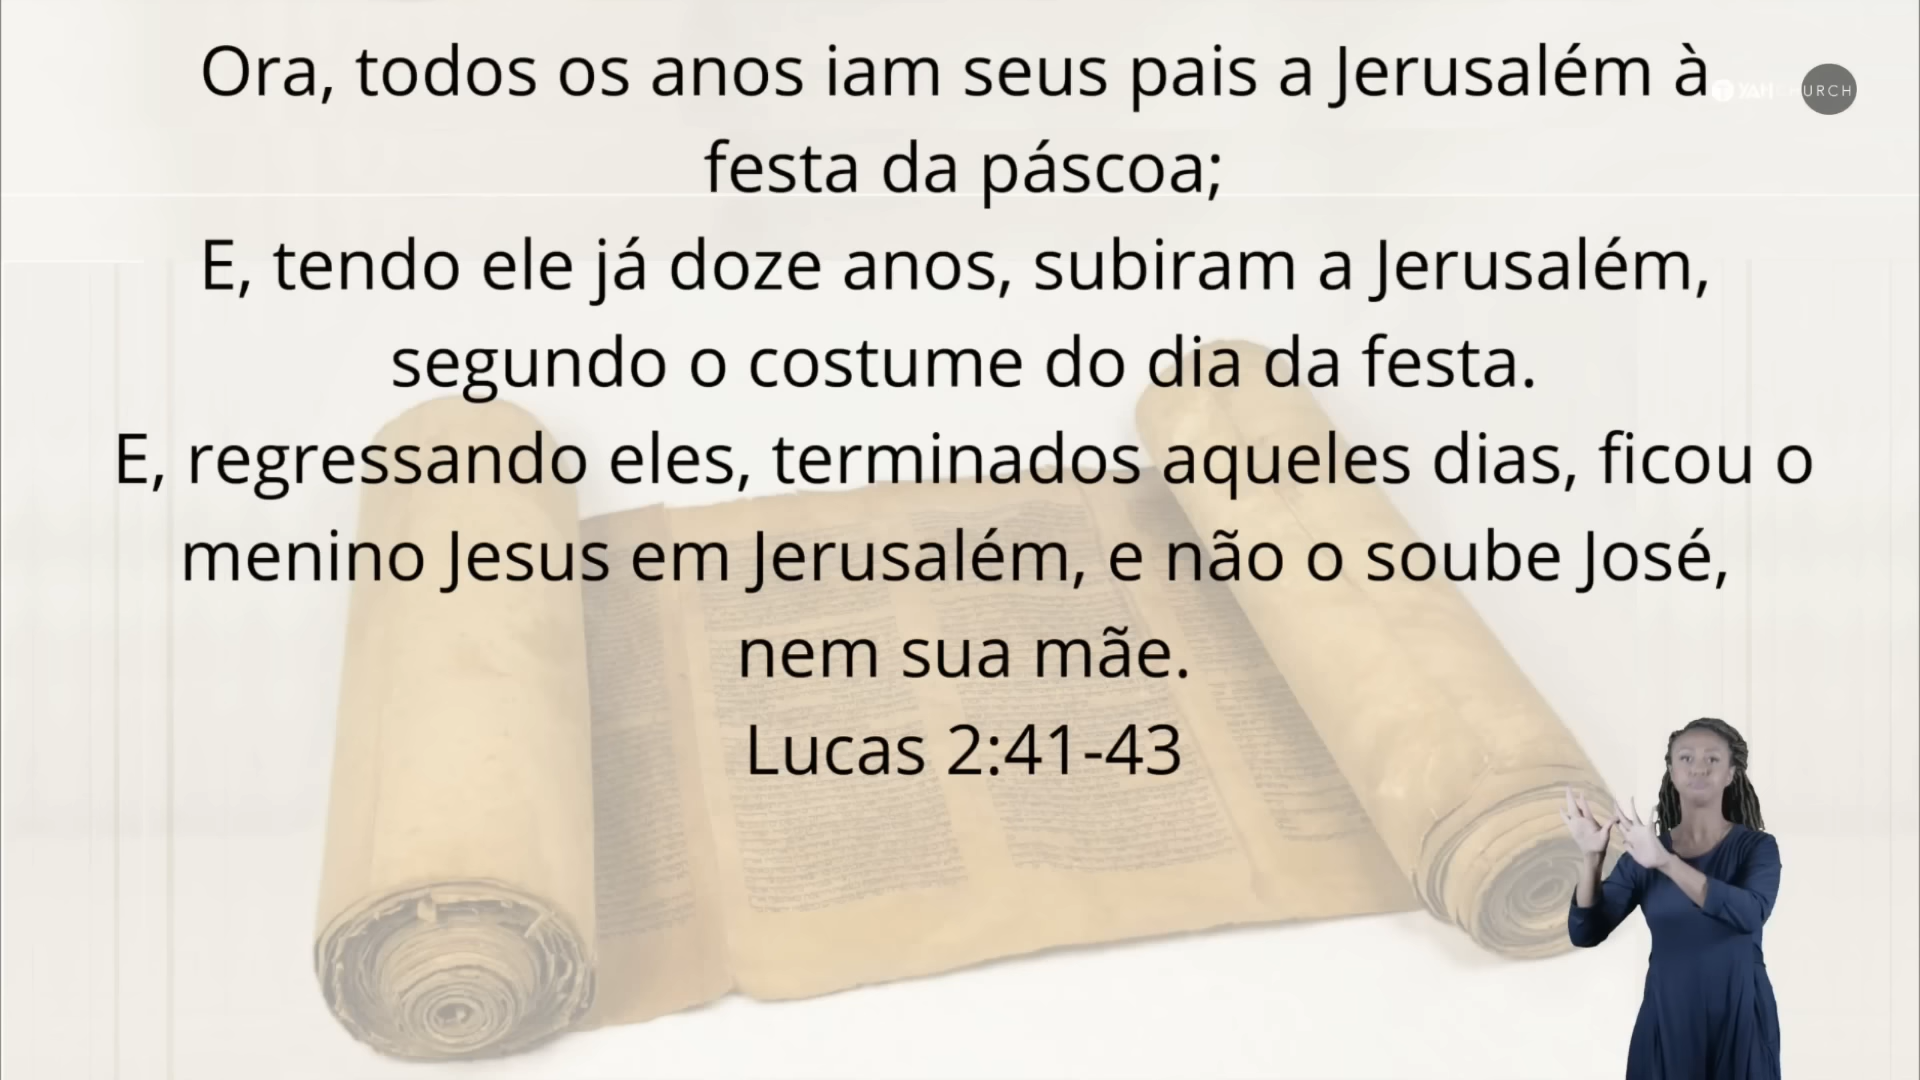 Ora, todos os anos iam seus pais a Jerusalém à
festa da páscoa;
E, tendo ele já doze anos, subiram a Jerusalém,
segundo o costume do dia da festa.
E, regressando eles, terminados aqueles dias, ficou o
menino Jesus em Jerusalém, e não o soube José,
nem sua mãe.
Lucas 2:41-43
YAH CHURCH